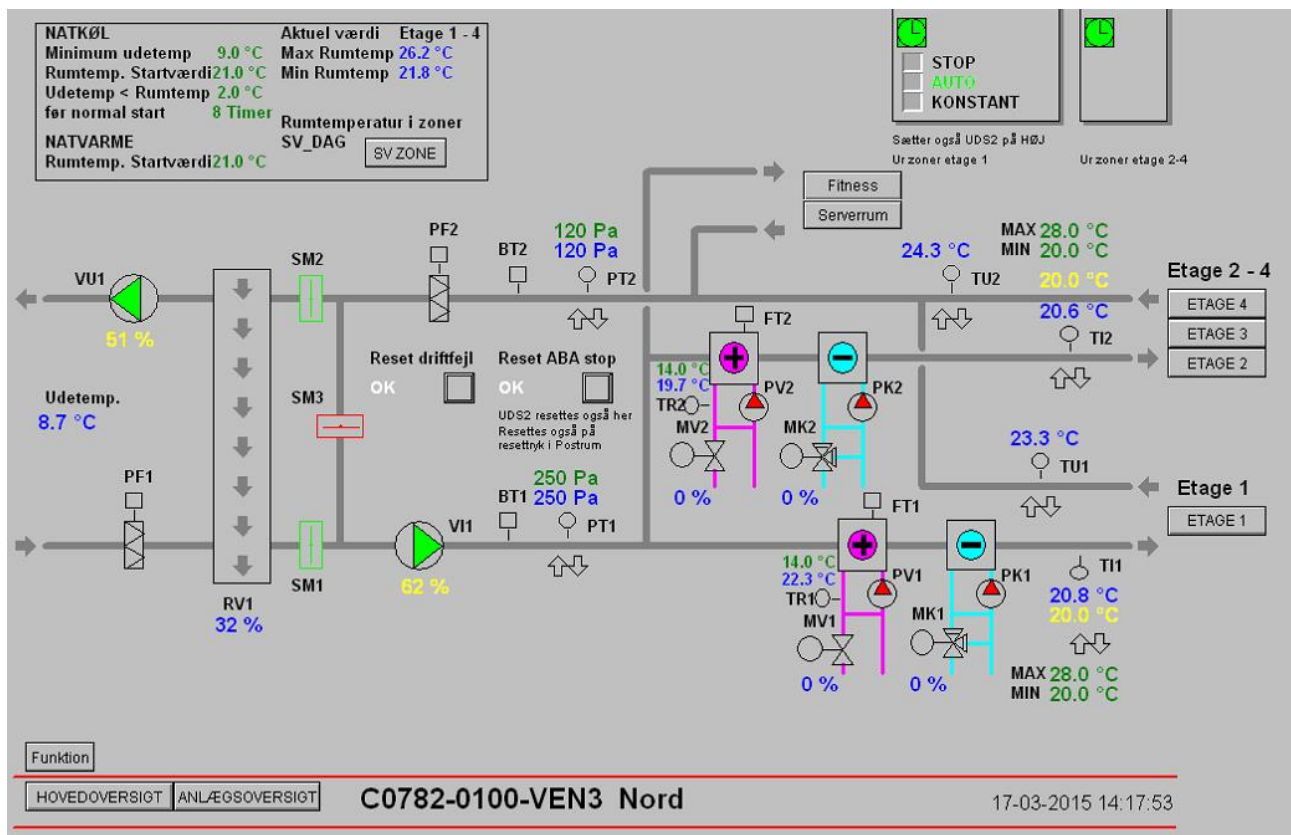 NATKØL Aktuel værdi Etage 1 - 4
Minimum udetemp 9.0 °C Max Rumtemp 26.2 °C
Rumtemp. Startværdi 21.0 °C Min Rumtemp 21.8 °C
Udetemp < Rumtemp 2.0 °C
før normal start 8 Timer
Rumtemperatur i zoner
NATVARME SV_DAG SV ZONE
Rumtemp. Startværdi 21.0 °C
STOP
AUTO
KONSTANT
Sætter også UDS2 på HØJ
Ur zoner etage 1
Ur zoner etage 2-4
Fitness
Serverrum
VU1
51 %
SM2
PF2
BT2
120 Pa
120 Pa
PT2
24.3 °C
TU2
MAX 28.0 °C
MIN 20.0 °C
20.0 °C
20.6 °C
TI2
Etage 2 - 4
ETAGE 4
ETAGE 3
ETAGE 2
Udetemp.
8.7 °C
SM3
Reset driftfejl
OK
Reset ABA stop
OK
UDS2 resettes også her
Resettes også på
resettryk i Postrum
FT2
14.0 °C
19.7 °C
TR2
PV2
MV2
0 %
PK2
MK2
0 %
23.3 °C
TU1
Etage 1
ETAGE 1
PF1
RV1
32 %
SM1
VI1
62 %
250 Pa
BT1 250 Pa
PT1
FT1
14.0 °C
22.3 °C
TR1
PV1
MV1
0 %
PK1
MK1
0 %
TI1
20.8 °C
20.0 °C
MAX 28.0 °C
MIN 20.0 °C
Funktion
HOVEDOVERSIGT ANLÆGSOVERSIGT C0782-0100-VEN3 Nord 17-03-2015 14:17:53